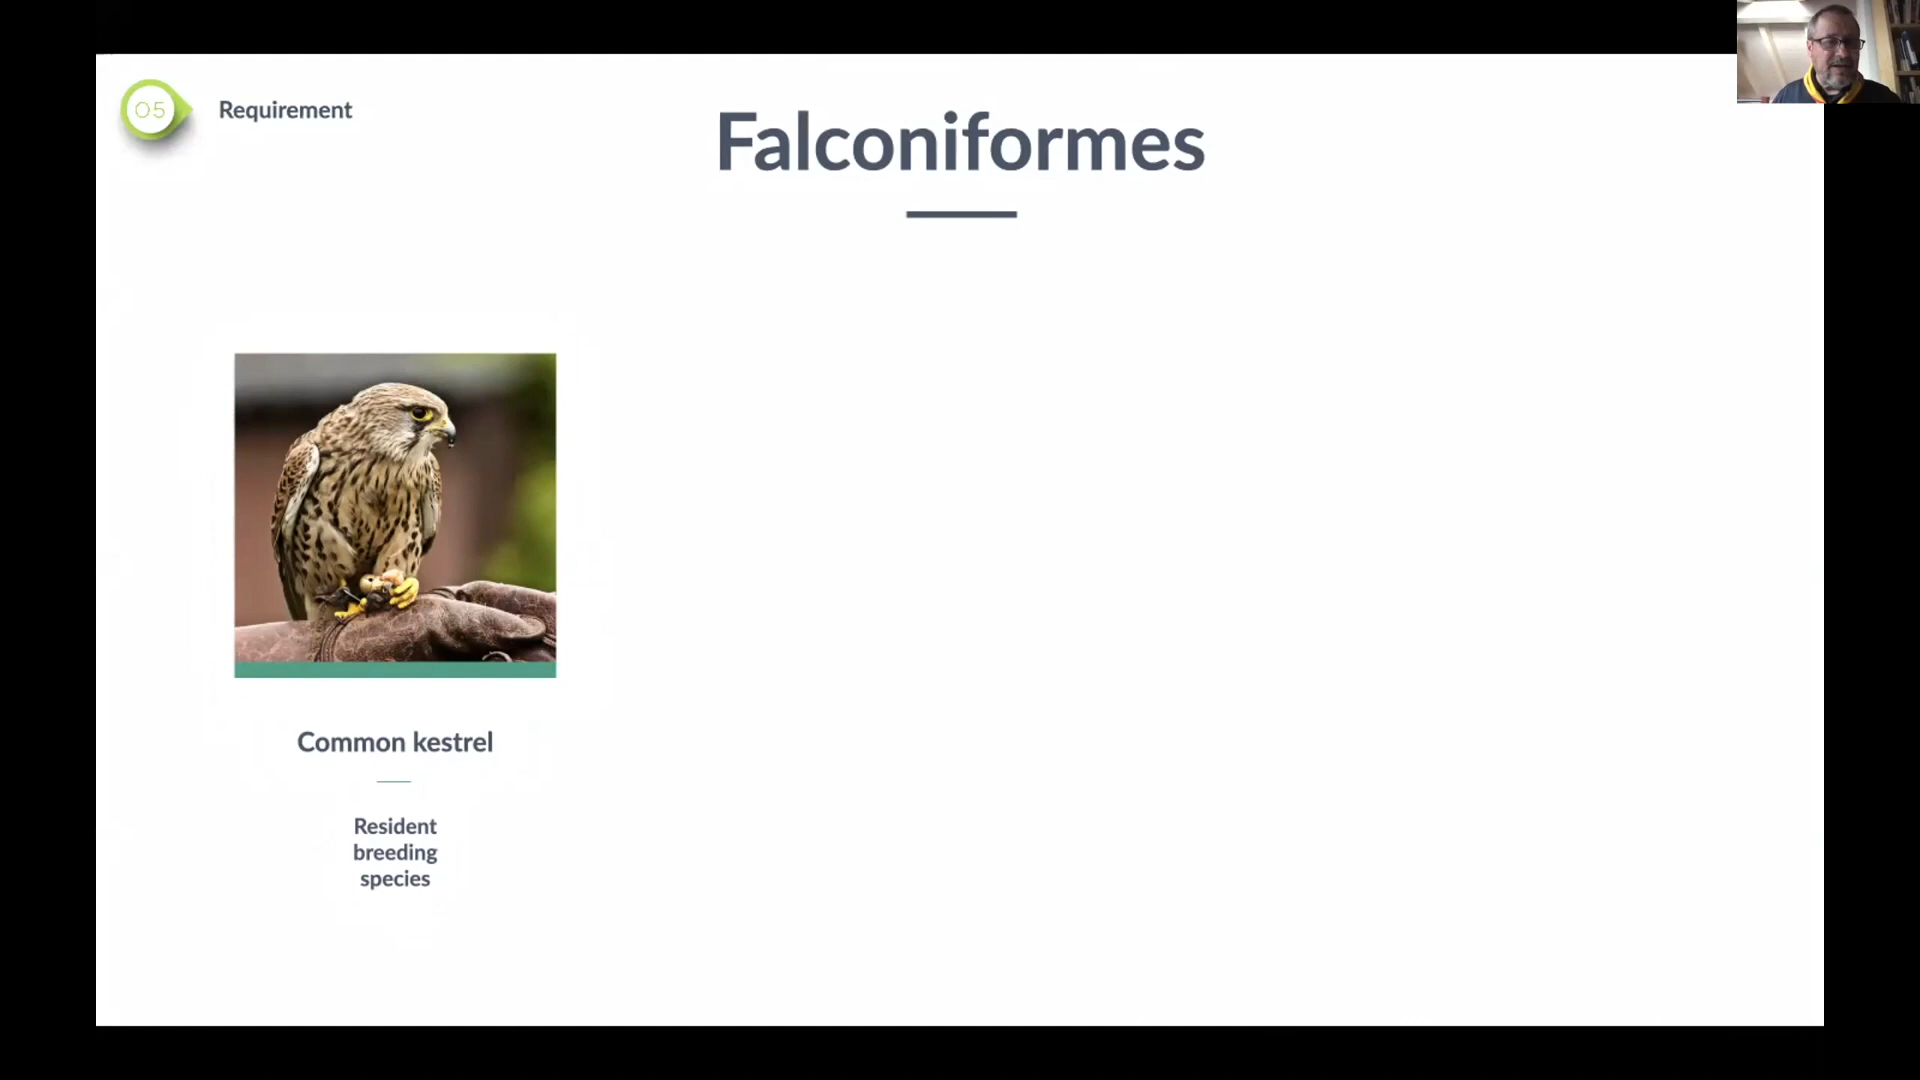 05
Requirement
Falconiformes
Common kestrel
Resident
breeding
species